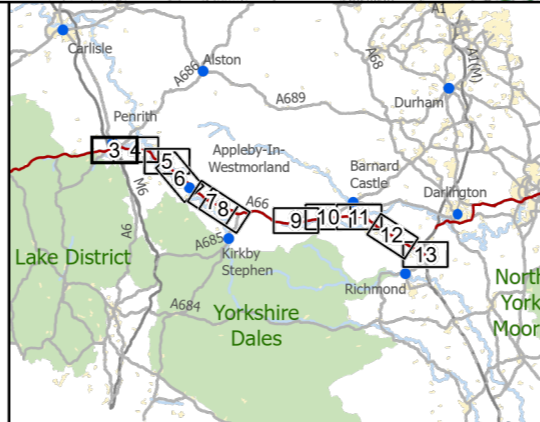 A1
Carlisle
A686
Alston
A68
A1(M)
A689
Durham
Penrith
3
4
5
6
7
8
Appleby-In-
Westmorland
Barnard
Castle
Darlington
M6
A6
A66
9
10
11
12
13
A685
Kirkby
Stephen
Richmond
Lake District
A684
Yorkshire
Dales
North
York
Moor